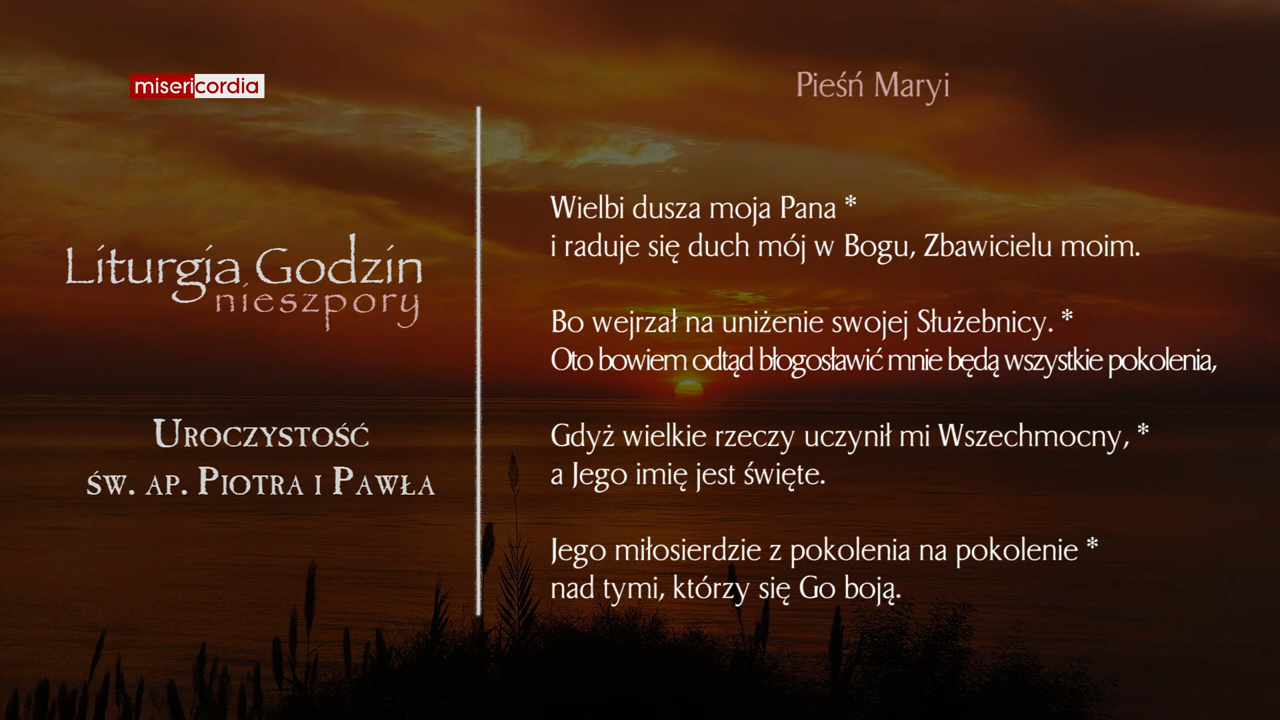 misericordia
Liturgia Godzin
nieszpory
Uroczystość
św. ap. Piotra i Pawła
Pieśń Maryi
Wielbi dusza moja Pana *
i raduje się duch mój w Bogu, Zbawicielu moim.
Bo wejrzał na uniżenie swojej Służebnicy. *
Oto bowiem odtąd błogosławić mnie będą wszystkie pokolenia,
Gdyż wielkie rzeczy uczynił mi Wszechmocny, *
a Jego imię jest święte.
Jego miłosierdzie z pokolenia na pokolenie *
nad tymi, którzy się Go boją.